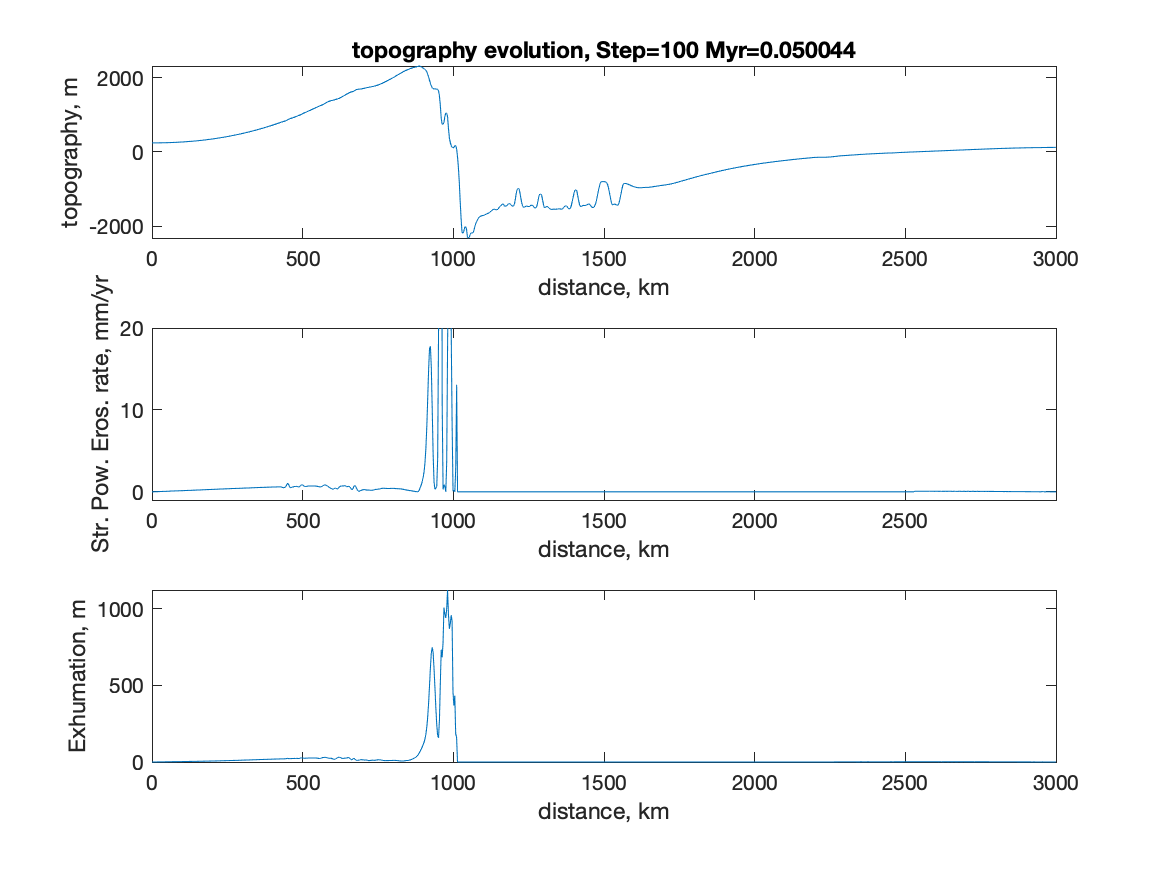 topography evolution, Step=100 Myr=0.050044
topography, m
2000
0
-2000
0 500 1000 1500 2000 2500 3000
distance, km
Str. Pow. Eros. rate, mm/yr
20
10
0
0 500 1000 1500 2000 2500
distance, km
Exhumation, m
1000
500
0
0 500 1000 1500 2000 2500 3000
distance, km